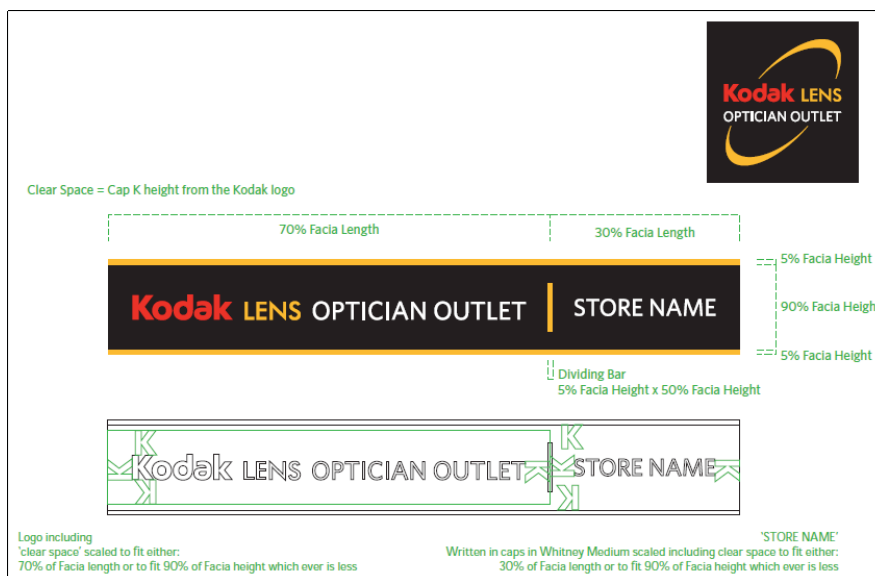 Kodak LENS
OPTICIAN OUTLET
Clear Space = Cap K height from the Kodak logo
70% Facia Length
30% Facia Length
5% Facia Height
Kodak LENS OPTICIAN OUTLET
STORE NAME
90% Facia Heigh
5% Facia Height
Dividing Bar
5% Facia Height x 50% Facia Height
K
K
K
Kodak LENS OPTICIAN OUTLET
K
K
K
K
STORE NAME
K
Logo including
'clear space' scaled to fit either:
70% of Facia length or to fit 90% of Facia height which ever is less
'STORE NAME'
Written in caps in Whitney Medium scaled including clear space to fit either:
30% of Facia length or to fit 90% of Facia height which ever is less